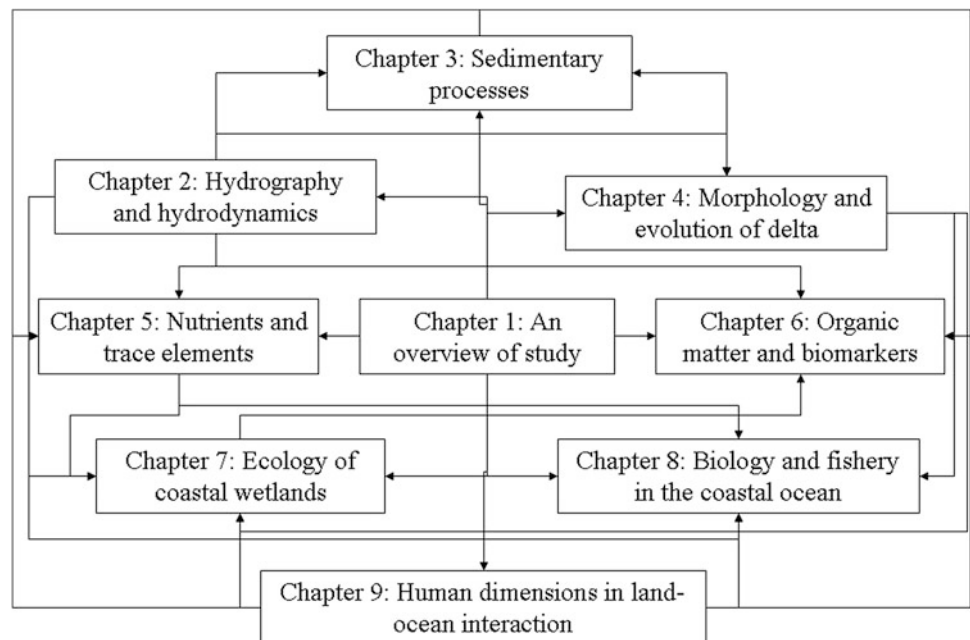 Chapter 3: Sedimentary
processes
Chapter 2: Hydrography
and hydrodynamics
Chapter 4: Morphology and
evolution of delta
Chapter 5: Nutrients and
trace elements
Chapter 1: An
overview of study
Chapter 6: Organic
matter and biomarkers
Chapter 7: Ecology of
coastal wetlands
Chapter 8: Biology and fishery
in the coastal ocean
Chapter 9: Human dimensions in land-
ocean interaction